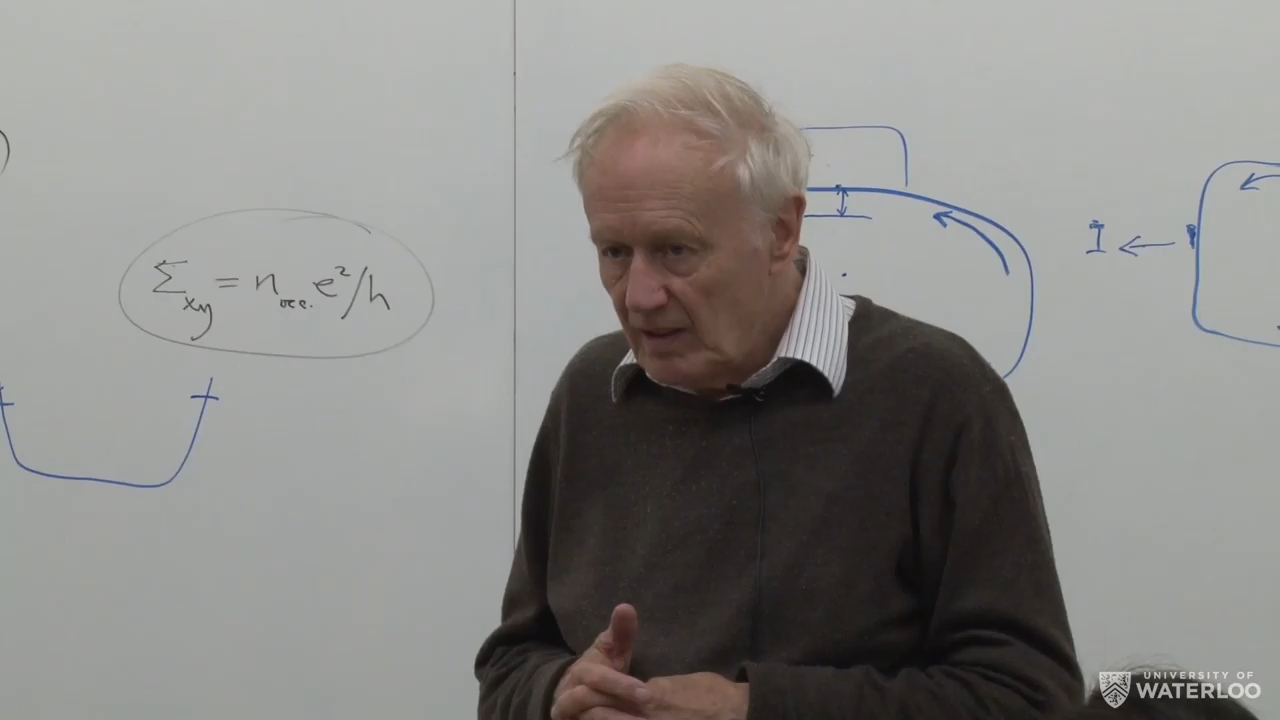 )
Σxy = nocc. e²/h
I ←
UNIVERSITY OF
WATERLOO